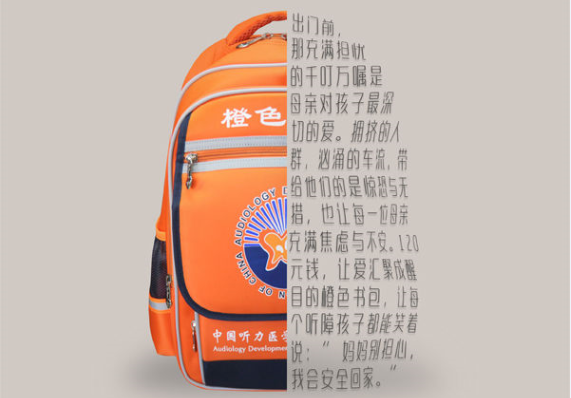 橙色
AUDIOLOGY D
ON OF CHINA
中国听力医学
Audiology Development
出门前，
那充满担忧
的千叮万嘱是
母亲对孩子最深
切的爱。拥挤的人
群，汹涌的车流，带
给他们的是惊恐与无
措，也让每一位母亲
充满焦虑与不安。120
元钱，让爱汇聚成醒
目的橙色书包，让每
个听障孩子都能笑着
说：“ 妈妈别担心，
我会安全回家。“